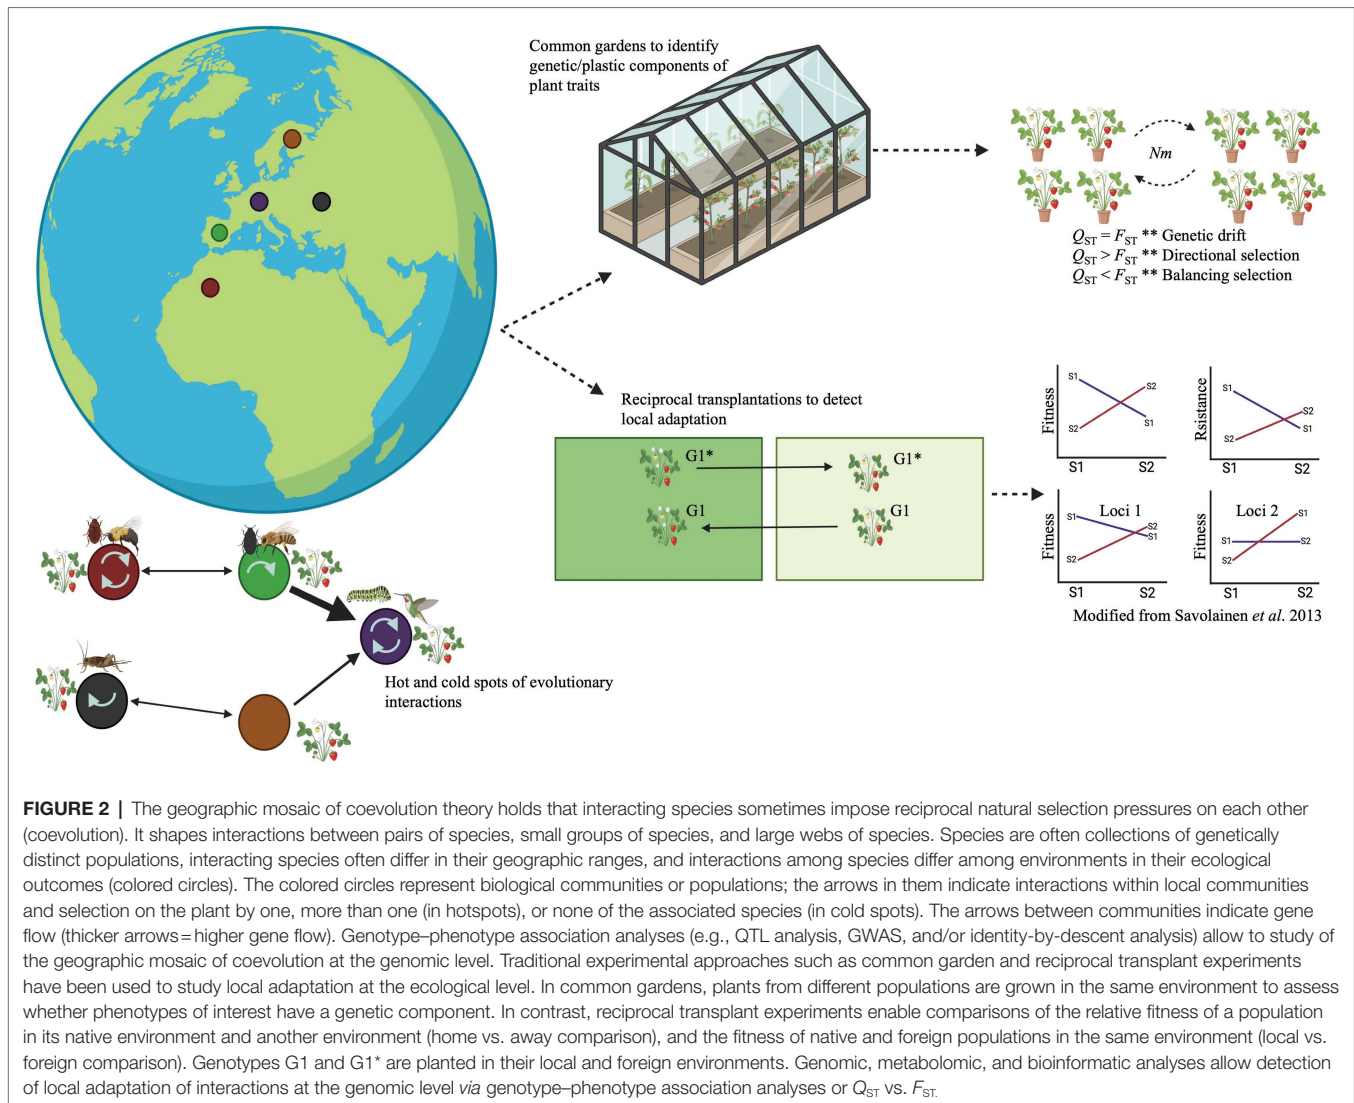 Common gardens to identify
genetic/plastic components of
plant traits
Nm
Q_ST = F_ST ** Genetic drift
Q_ST > F_ST ** Directional selection
Q_ST < F_ST ** Balancing selection
Reciprocal transplantations to detect
local adaptation
G1*
G1*
G1
G1
Fitness
S1
S2
S2
S1
S1
S2
Rsistance
S1
S2
S2
S1
S1
S2
Fitness
Loci 1
S1
S2
S2
S1
S1
S2
Fitness
Loci 2
S1
S1
S2
S2
S1
S2
Modified from Savolainen et al. 2013
Hot and cold spots of evolutionary
interactions
FIGURE 2 | The geographic mosaic of coevolution theory holds that interacting species sometimes impose reciprocal natural selection pressures on each other
(coevolution). It shapes interactions between pairs of species, small groups of species, and large webs of species. Species are often collections of genetically
distinct populations, interacting species often differ in their geographic ranges, and interactions among species differ among environments in their ecological
outcomes (colored circles). The colored circles represent biological communities or populations; the arrows in them indicate interactions within local communities
and selection on the plant by one, more than one (in hotspots), or none of the associated species (in cold spots). The arrows between communities indicate gene
flow (thicker arrows=higher gene flow). Genotype–phenotype association analyses (e.g., QTL analysis, GWAS, and/or identity-by-descent analysis) allow to study of
the geographic mosaic of coevolution at the genomic level. Traditional experimental approaches such as common garden and reciprocal transplant experiments
have been used to study local adaptation at the ecological level. In common gardens, plants from different populations are grown in the same environment to assess
whether phenotypes of interest have a genetic component. In contrast, reciprocal transplant experiments enable comparisons of the relative fitness of a population
in its native environment and another environment (home vs. away comparison), and the fitness of native and foreign populations in the same environment (local vs.
foreign comparison). Genotypes G1 and G1* are planted in their local and foreign environments. Genomic, metabolomic, and bioinformatic analyses allow detection
of local adaptation of interactions at the genomic level via genotype–phenotype association analyses or Q_ST vs. F_ST.